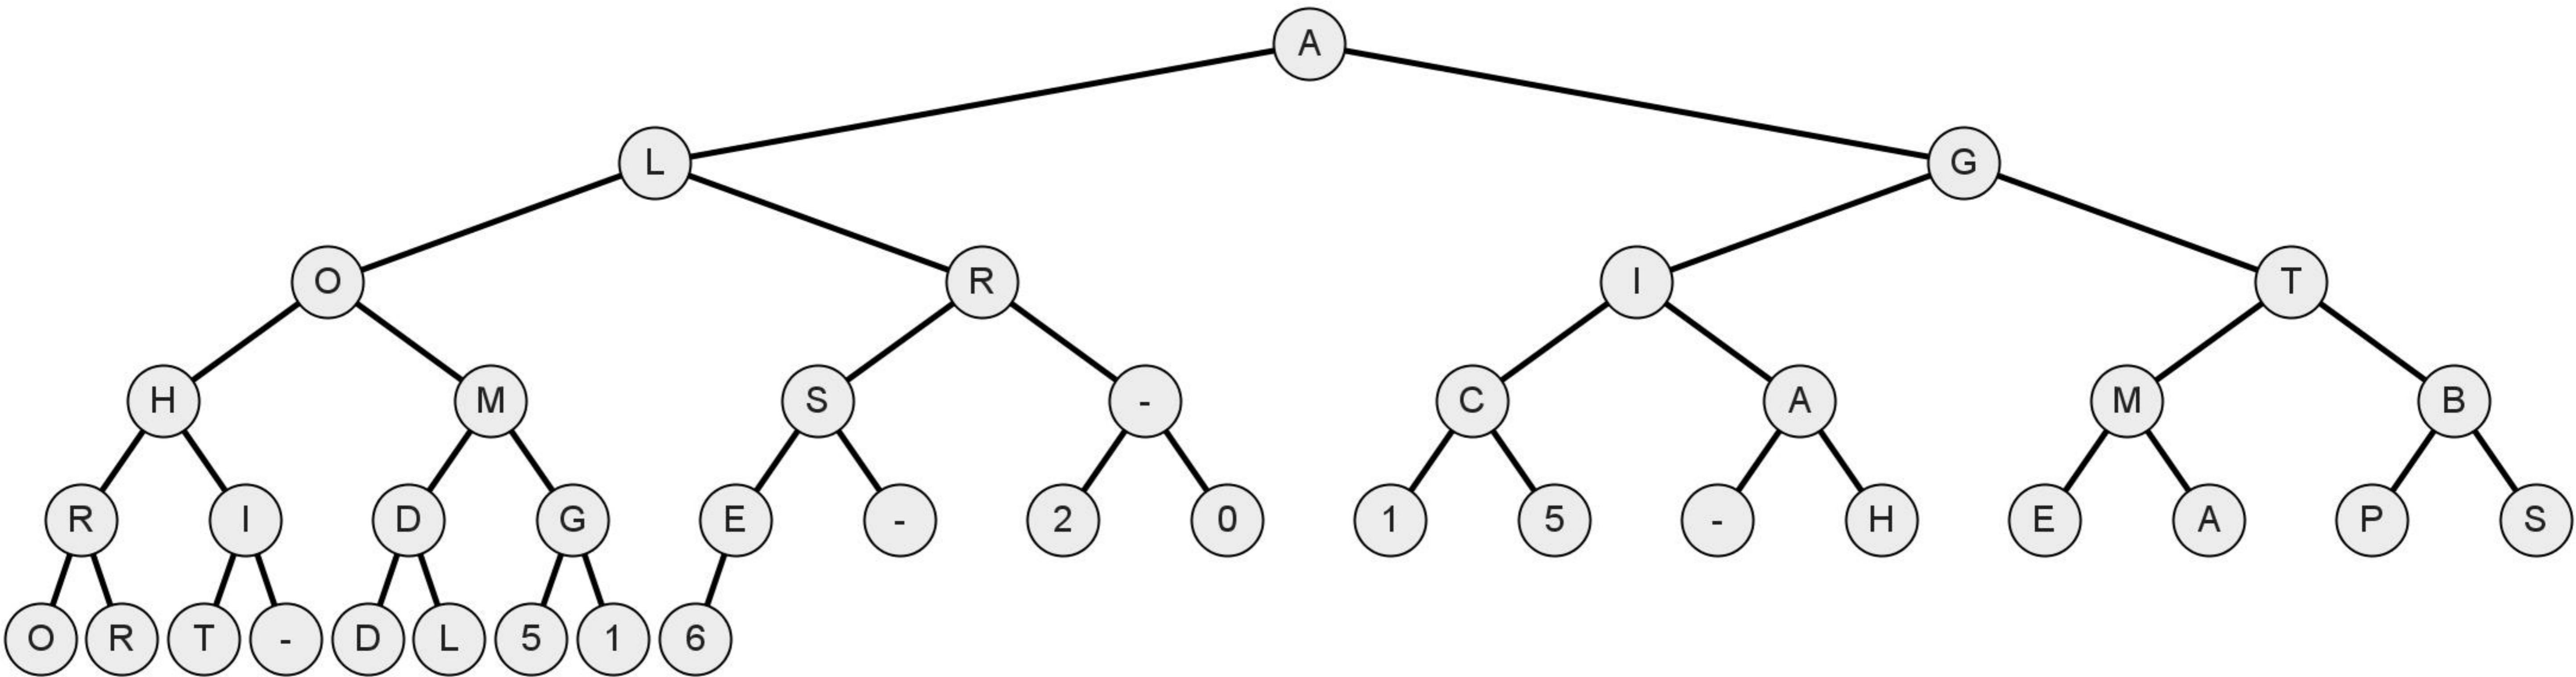 A
L G
O R I T
H M S - C A M B
R I D G E - 2 0 1 5 - H E A P S
O R T - D L 5 1 6